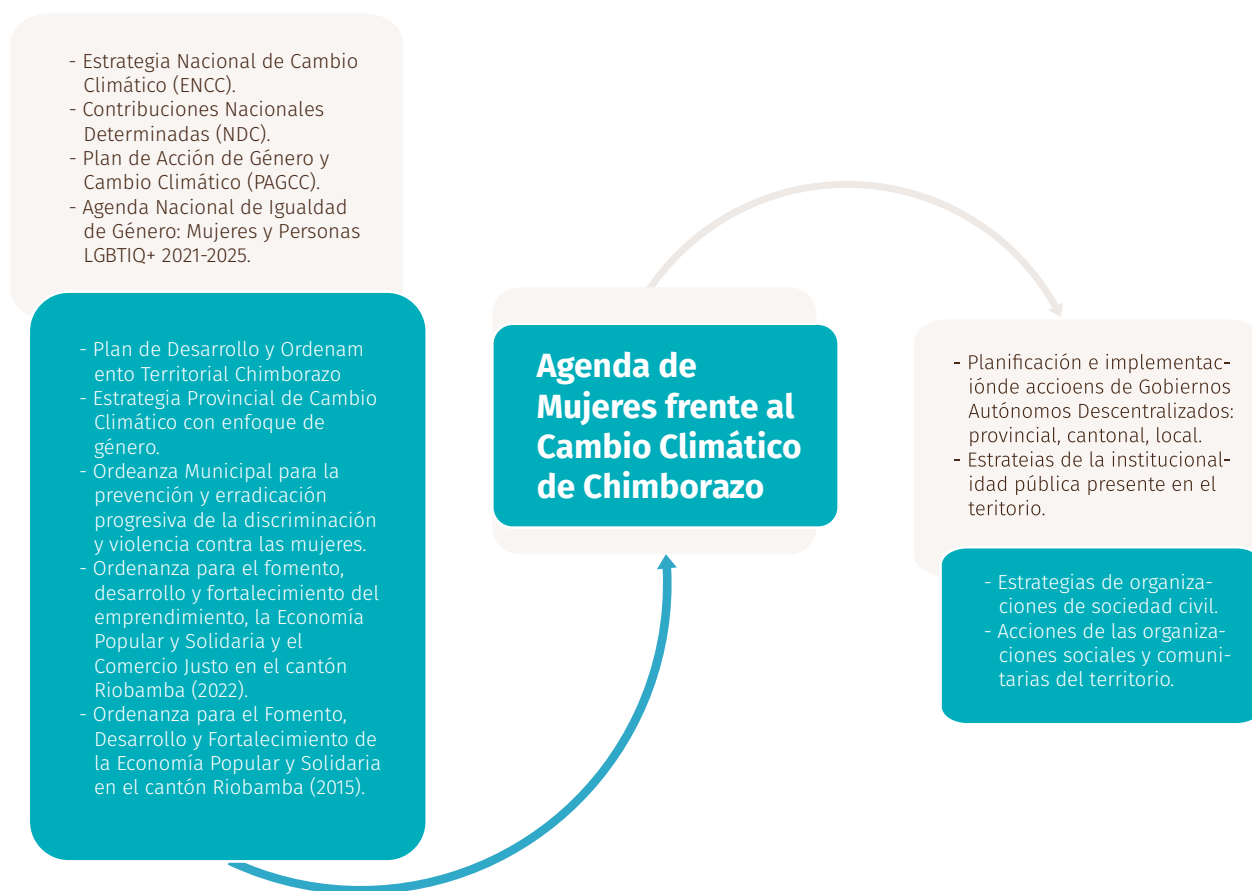 - Estrategia Nacional de Cambio
Climático (ENCC).
- Contribuciones Nacionales
Determinadas (NDC).
- Plan de Acción de Género y
Cambio Climático (PAGCC).
- Agenda Nacional de Igualdad
de Género: Mujeres y Personas
LGBTIQ+ 2021-2025.
- Plan de Desarrollo y Ordenam
ento Territorial Chimborazo
- Estrategia Provincial de Cambio
Climático con enfoque de
género.
- Ordeanza Municipal para la
prevención y erradicación
progresiva de la discriminación
y violencia contra las mujeres.
- Ordenanza para el fomento,
desarrollo y fortalecimiento del
emprendimiento, la Economía
Popular y Solidaria y el
Comercio Justo en el cantón
Riobamba (2022).
- Ordenanza para el Fomento,
Desarrollo y Fortalecimiento de
la Economía Popular y Solidaria
en el cantón Riobamba (2015).
Agenda de
Mujeres frente al
Cambio Climático
de Chimborazo
- Planificación e implementac-
iónde accioens de Gobiernos
Autónomos Descentralizados:
provincial, cantonal, local.
- Estrateias de la institucional-
idad pública presente en el
teritorio.
- Estrategias de organiza-
ciones de sociedad civil.
- Acciones de las organiza-
ciones sociales y comuni-
tarias del territorio.